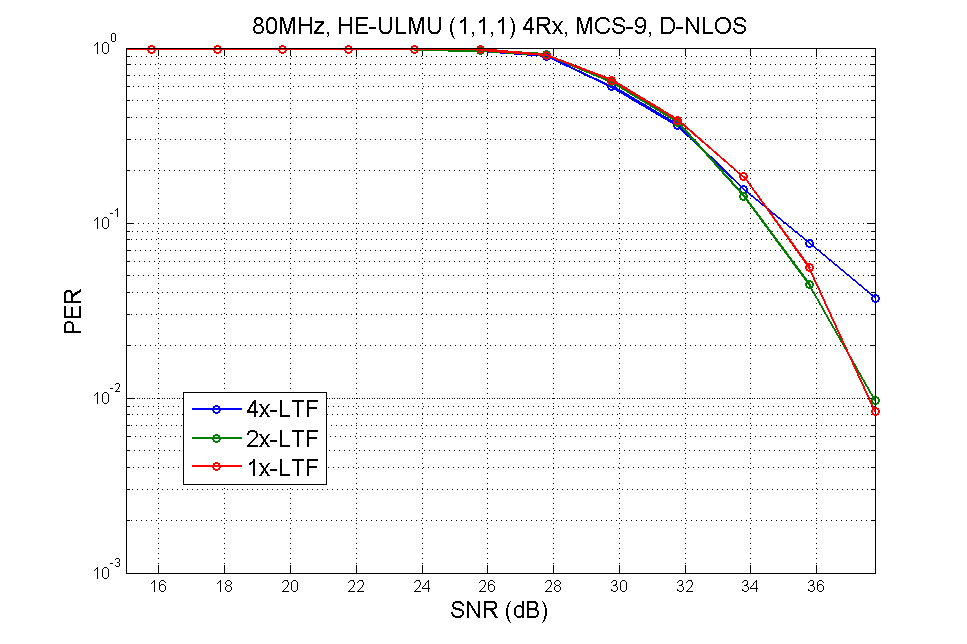 80MHz, HE-ULMU (1,1,1) 4Rx, MCS-9, D-NLOS
10^0
10^-1
10^-2
10^-3
PER
4x-LTF
2x-LTF
1x-LTF
16 18 20 22 24 26 28 30 32 34 36
SNR (dB)